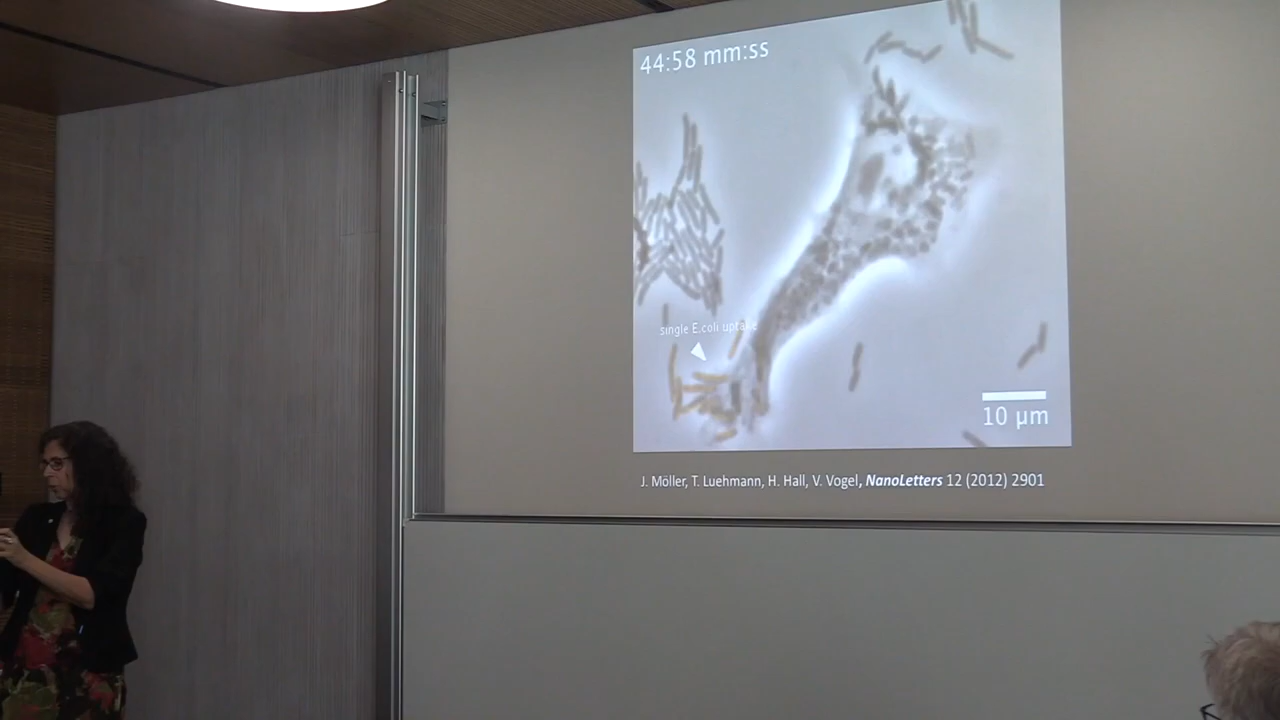 44:58 mm:ss
single E.coli uptake
10 µm
J. Möller, T. Luehmann, H. Hall, V. Vogel, NanoLetters 12 (2012) 2901